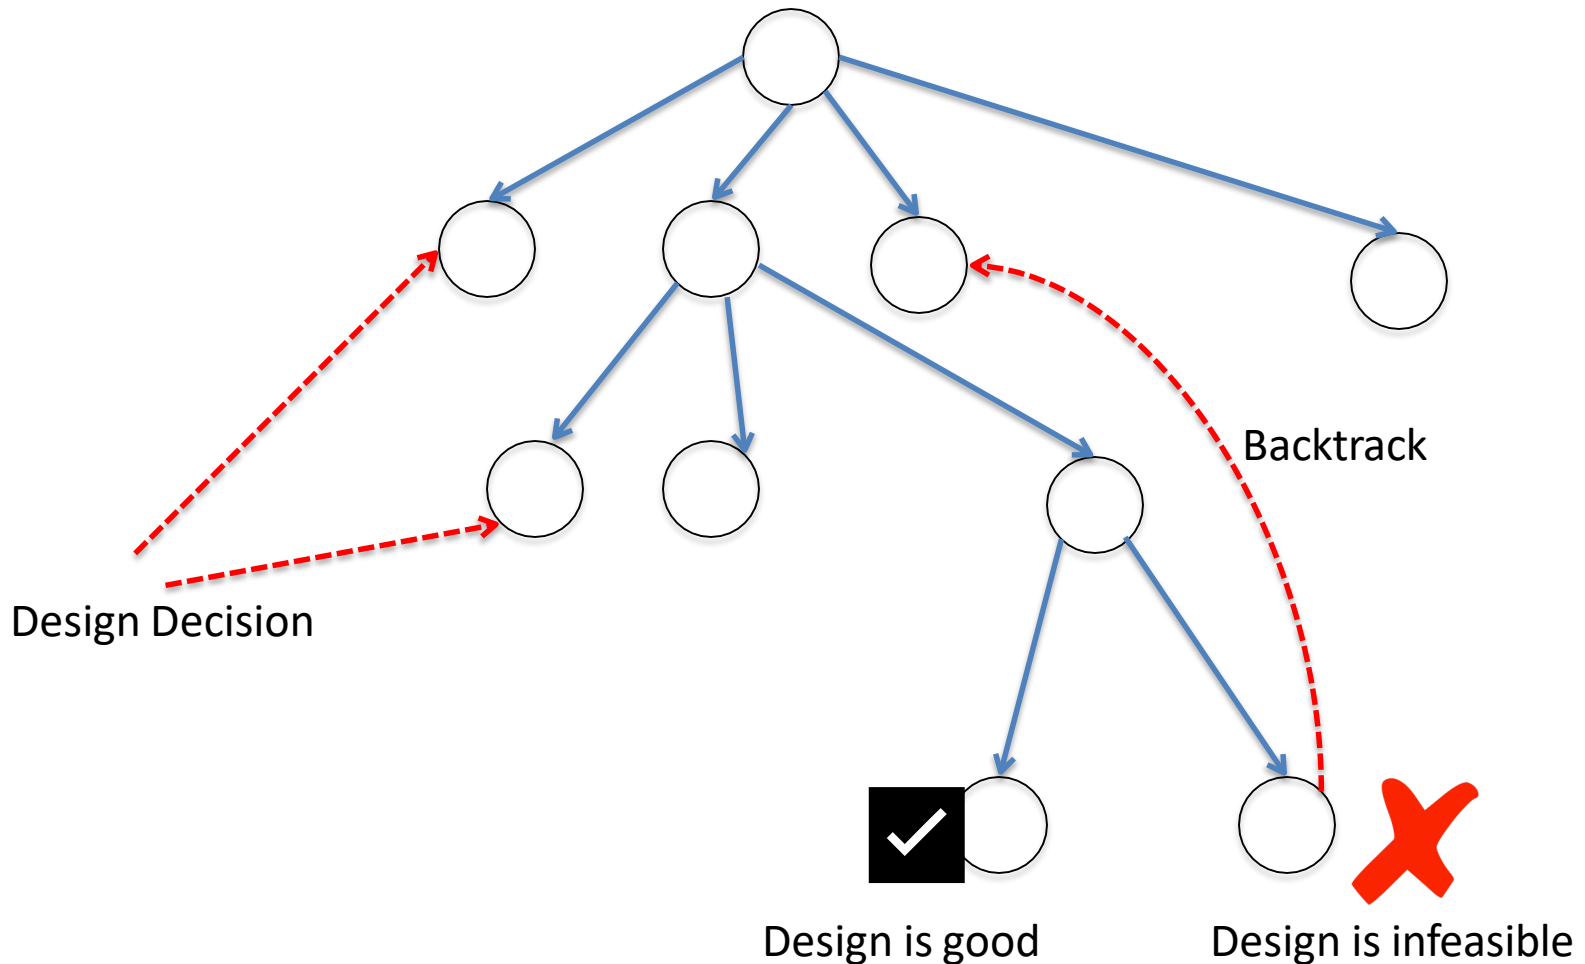 Backtrack
Design Decision
Design is good
Design is infeasible